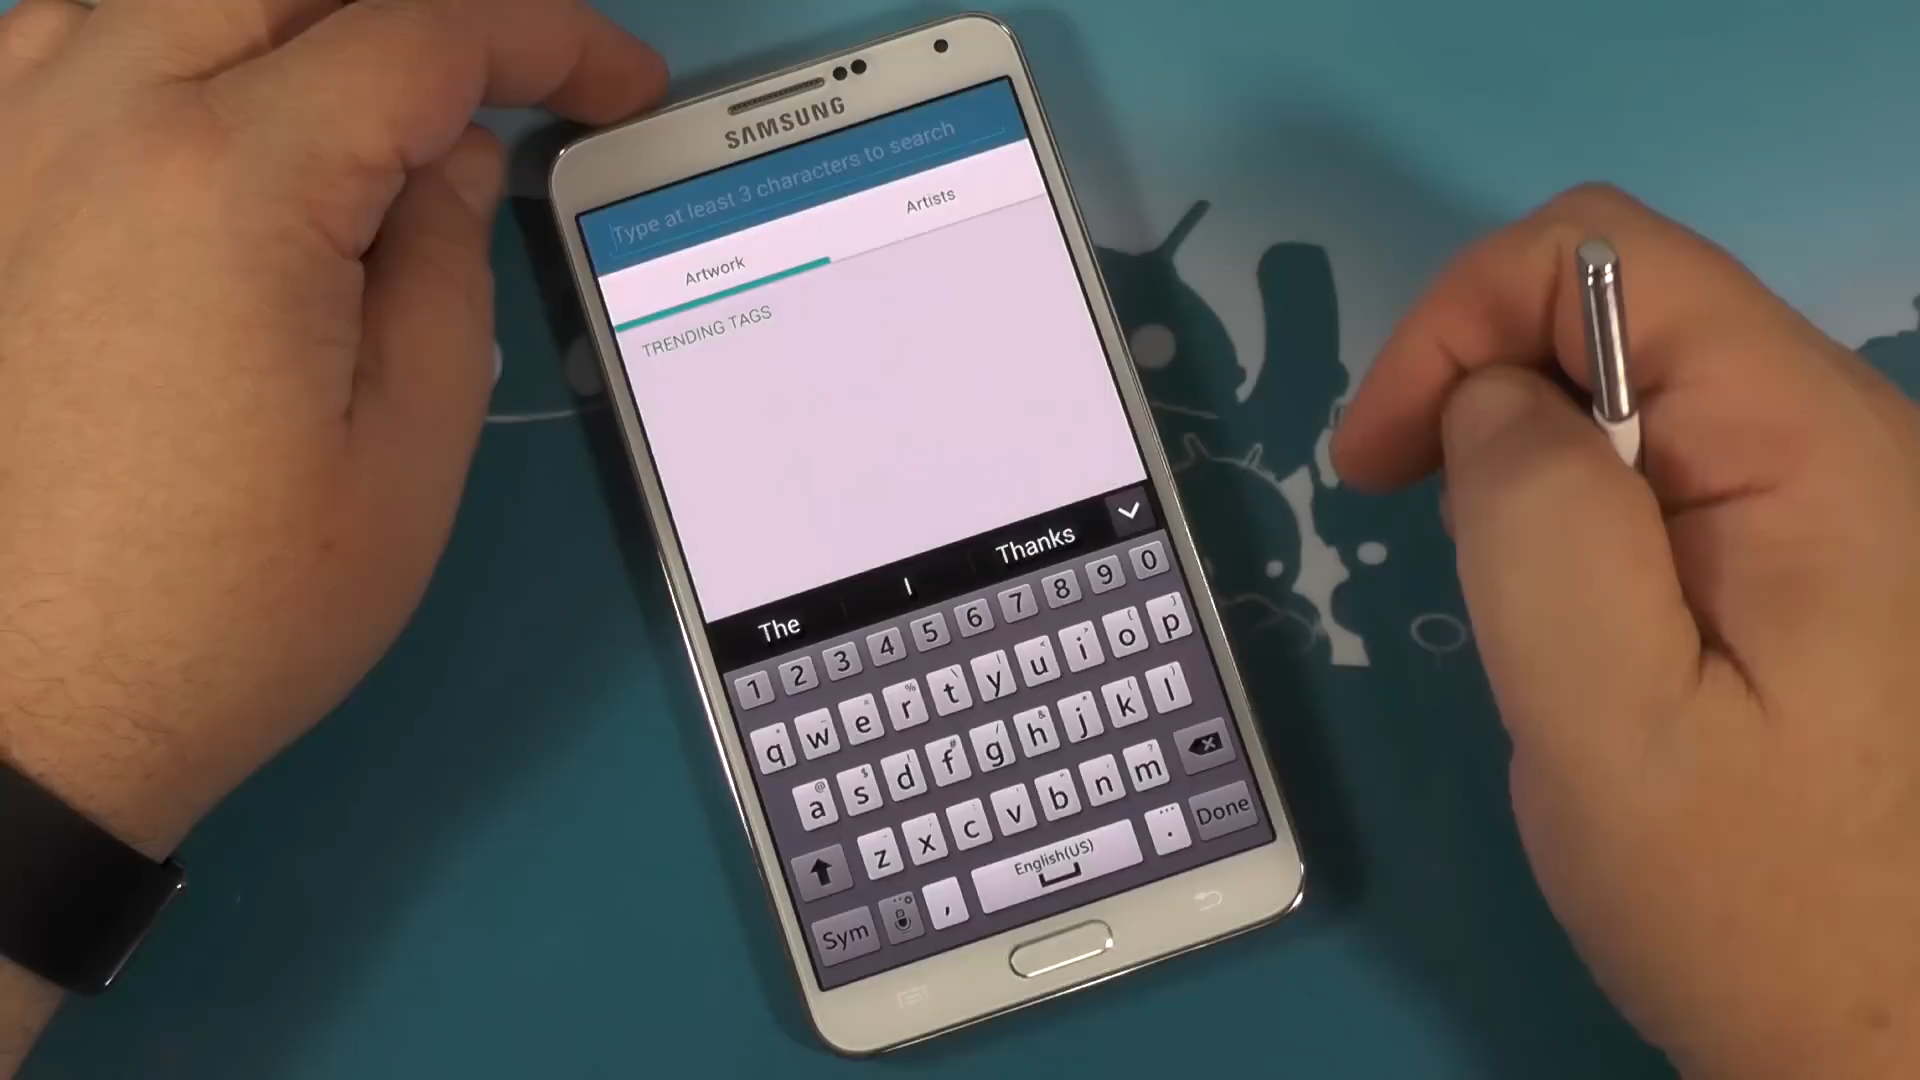 SAMSUNG
Type at least 3 characters to search
Artwork Artists
TRENDING TAGS
The I Thanks
1 2 3 4 5 6 7 8 9 0
q w e r t y u i o p
a s d f g h j k l
z x c v b n m
Sym , English(US) . Done